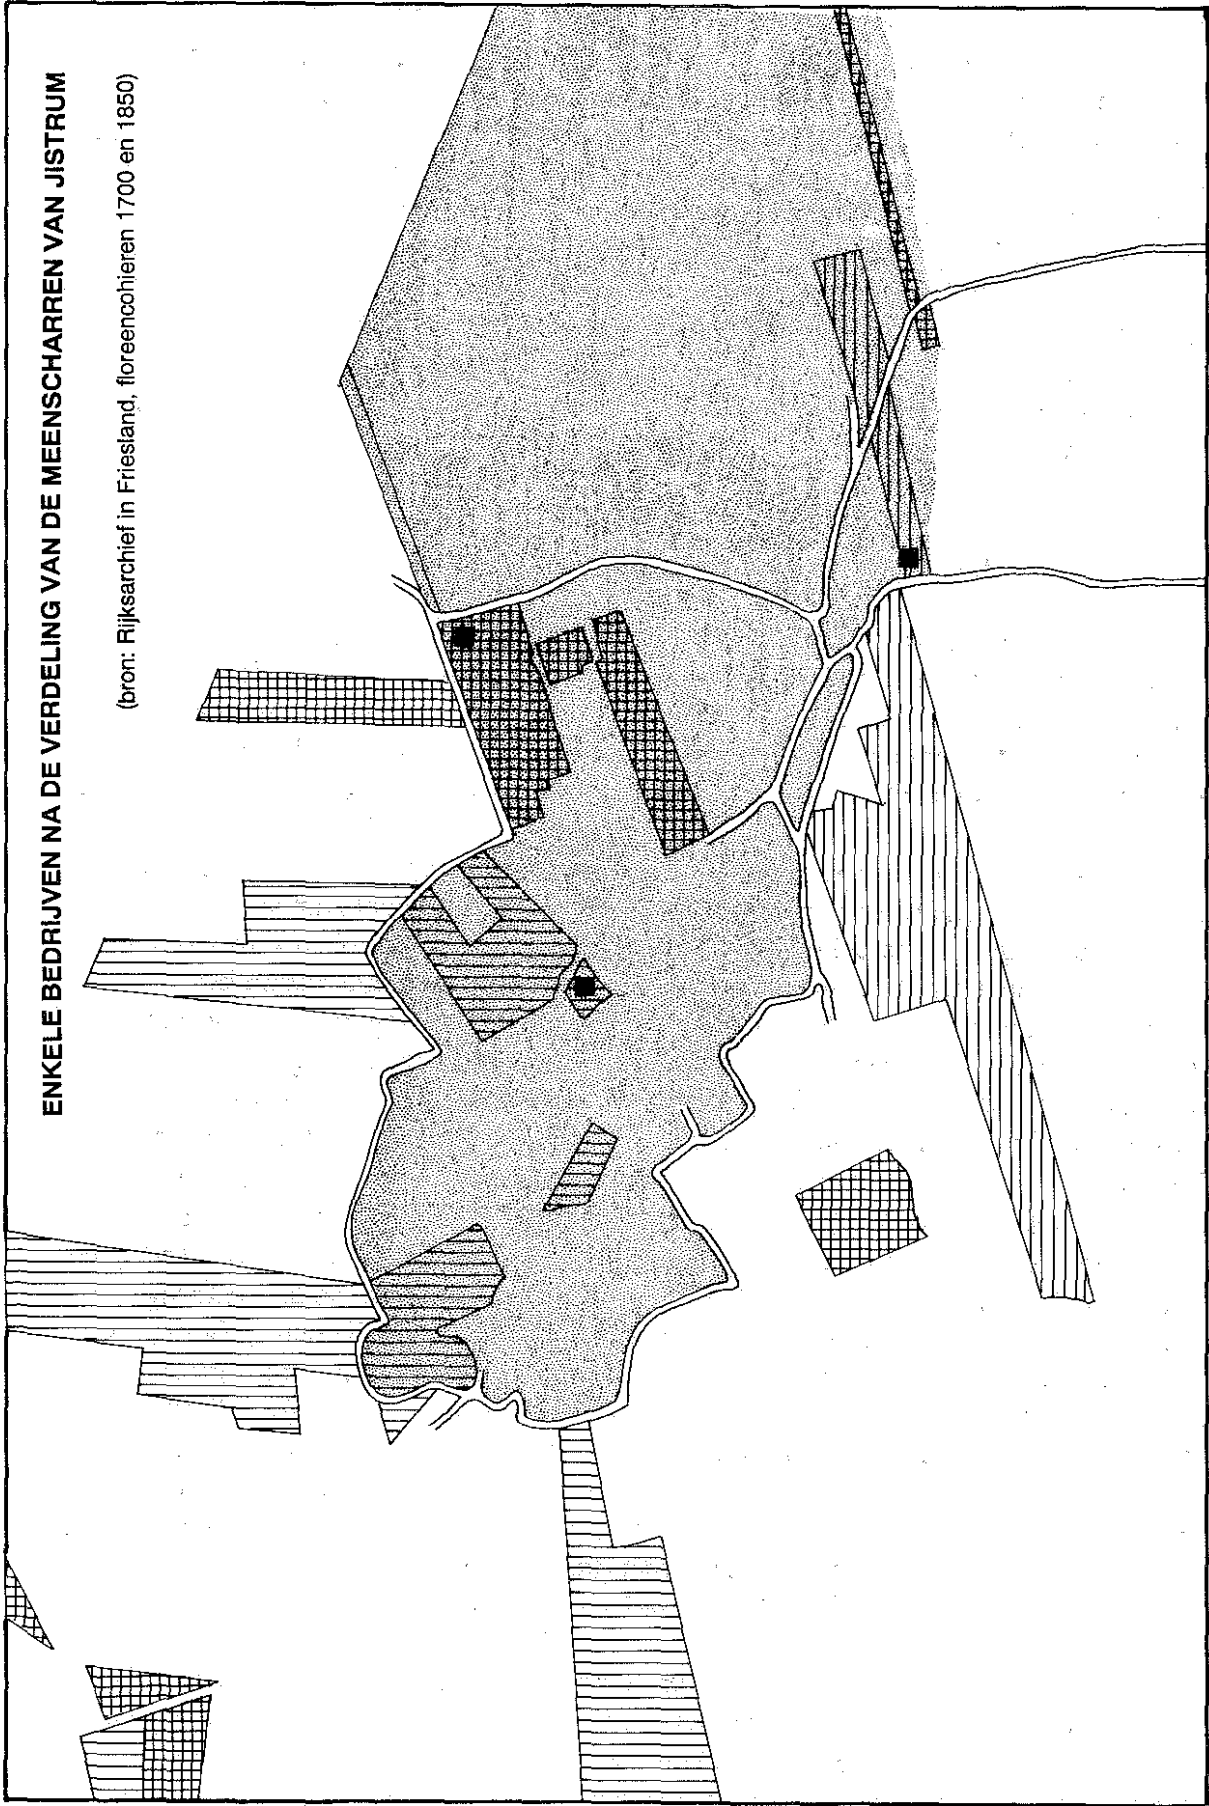 ENKELE BEDRIJVEN NA DE VERDELING VAN DE MEENSCHARREN VAN JISTRUM
(bron: Rijksarchief in Friesland, floreencohieren 1700 en 1850)